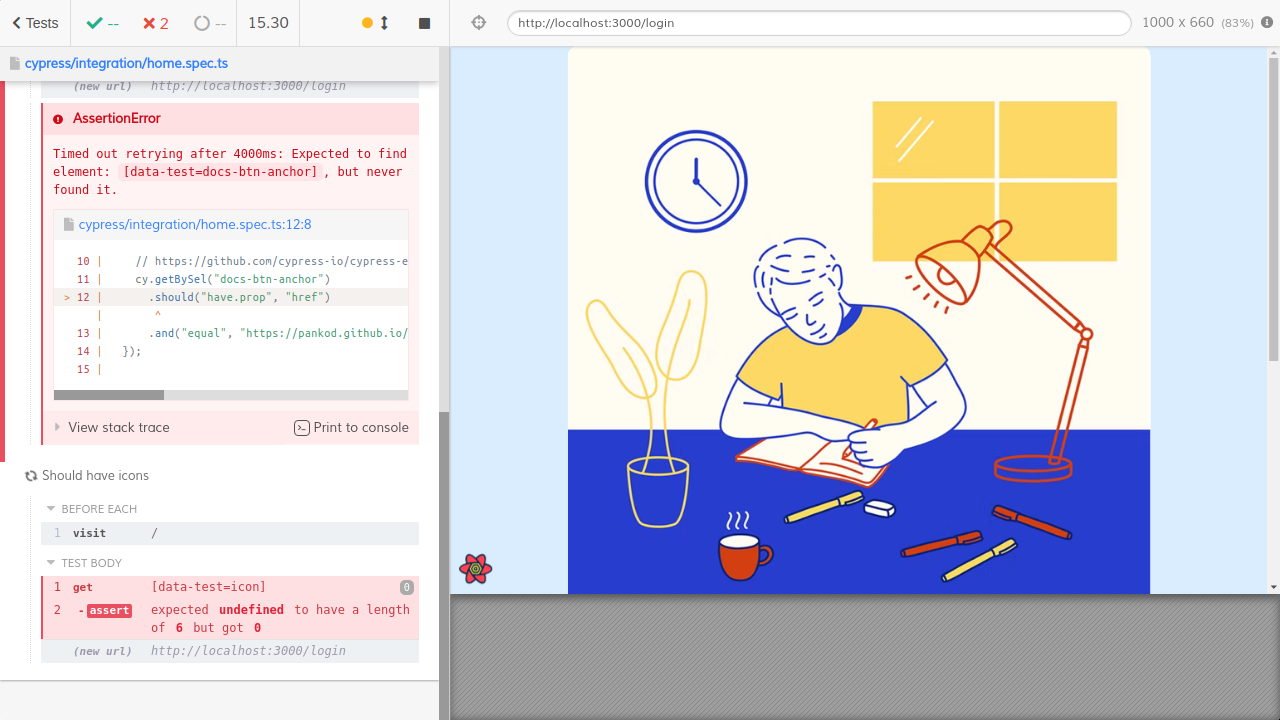 Tests
--
2
--
15.30
http://localhost:3000/login
1000 x 660 (83%)
cypress/integration/home.spec.ts
(new url) http://localhost:3000/login
AssertionError
Timed out retrying after 4000ms: Expected to find
element: [data-test=docs-btn-anchor], but never
found it.
cypress/integration/home.spec.ts:12:8
10 | // https://github.com/cypress-io/cypress-e
11 | cy.getBySel("docs-btn-anchor")
> 12 | .should("have.prop", "href")
| ^
13 | .and("equal", "https://pankod.github.io/
14 | });
15 |
View stack trace
Print to console
Should have icons
BEFORE EACH
1 visit /
TEST BODY
1 get [data-test=icon] 0
2 -assert expected undefined to have a length
of 6 but got 0
(new url) http://localhost:3000/login